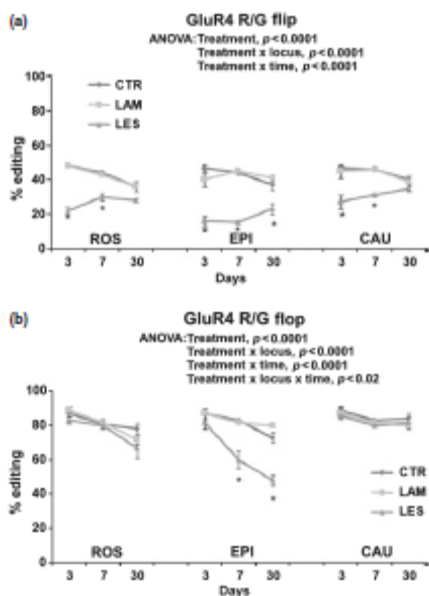 (a)
GluR4 R/G flip
ANOVA: Treatment, p<0.0001
Treatment x locus, p<0.0001
Treatment x time, p<0.0001
100
80
60
40
20
0
% editing
CTR
LAM
LES
* * * * * * *
ROS EPI CAU
3 7 30 3 7 30 3 7 30
Days
(b)
GluR4 R/G flop
ANOVA: Treatment, p<0.0001
Treatment x locus, p<0.0001
Treatment x time, p<0.0001
Treatment x locus x time, p<0.02
100
80
60
40
20
0
% editing
* *
CTR
LAM
LES
ROS EPI CAU
3 7 30 3 7 30 3 7 30
Days